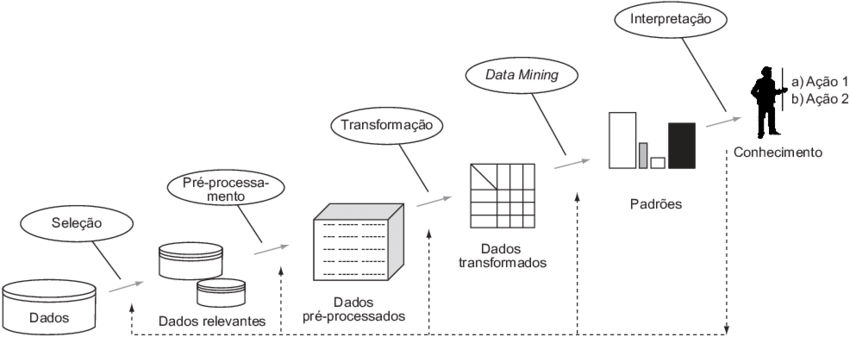 Interpretação
Data Mining
a) Ação 1
b) Ação 2
Transformação
Conhecimento
Pré-processa-
mento
Padrões
Seleção
Dados
transformados
Dados
pré-processados
Dados relevantes
Dados